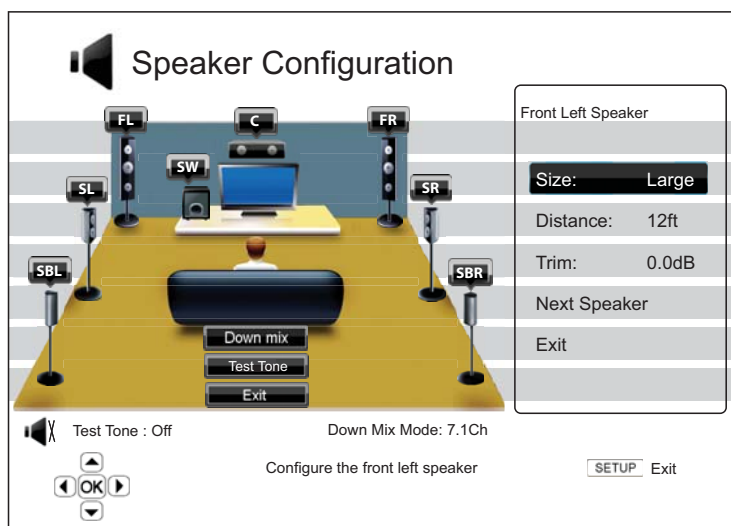 Speaker Configuration
FL
C
FR
SW
SL
SR
SBL
SBR
Down mix
Test Tone
Exit
Front Left Speaker
Size: Large
Distance: 12ft
Trim: 0.0dB
Next Speaker
Exit
Test Tone : Off
Down Mix Mode: 7.1Ch
OK
Configure the front left speaker
SETUP Exit